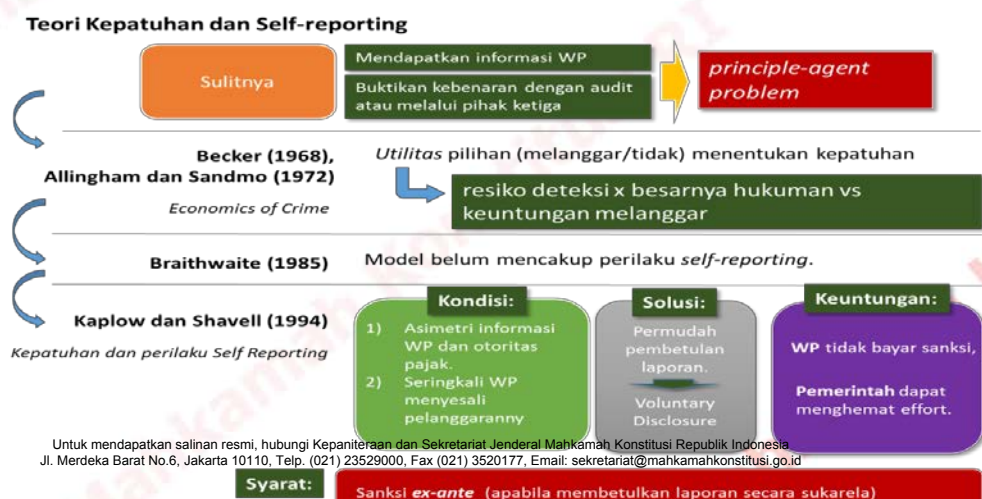 Teori Kepatuhan dan Self-reporting
Sulitnya
Mendapatkan informasi WP
Buktikan kebenaran dengan audit
atau melalui pihak ketiga
principle-agent
problem
Becker (1968),
Allingham dan Sandmo (1972)
Economics of Crime
Utilitas pilihan (melanggar/tidak) menentukan kepatuhan
resiko deteksi x besarnya hukuman vs
keuntungan melanggar
Braithwaite (1985)
Model belum mencakup perilaku self-reporting.
Kaplow dan Shavell (1994)
Kepatuhan dan perilaku Self Reporting
Kondisi:
1) Asimetri informasi
WP dan otoritas
pajak.
2) Seringkali WP
menyesali
pelanggaranny
Solusi:
Permudah
pembetulan
laporan.
Voluntary
Disclosure
Keuntungan:
WP tidak bayar sanksi,
Pemerintah dapat
menghemat effort.
Untuk mendapatkan salinan resmi, hubungi Kepaniteraan dan Sekretariat Jenderal Mahkamah Konstitusi Republik Indonesia
Jl. Merdeka Barat No.6, Jakarta 10110, Telp. (021) 23529000, Fax (021) 3520177, Email: sekretariat@mahkamahkonstitusi.go.id
Syarat:
Sanksi ex-ante (apabila membetulkan laporan secara sukarela)